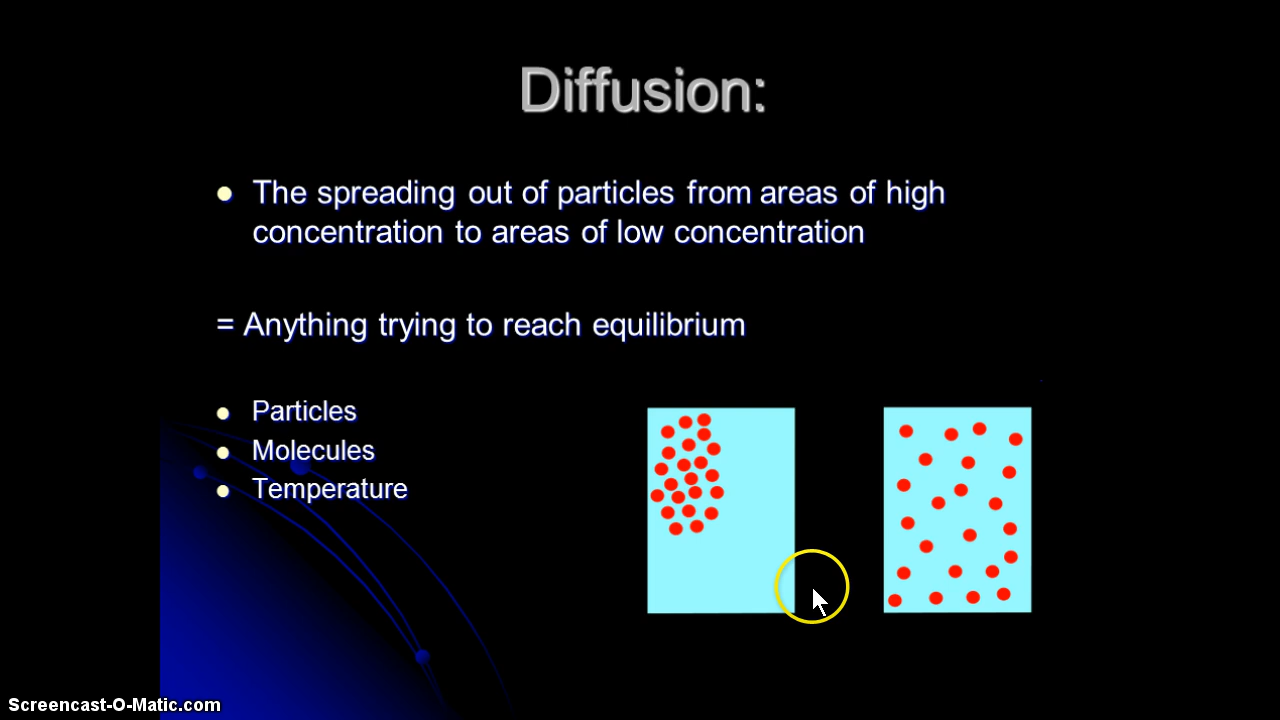 Diffusion:
The spreading out of particles from areas of high
concentration to areas of low concentration
= Anything trying to reach equilibrium
Particles
Molecules
Temperature
Screencast-O-Matic.com